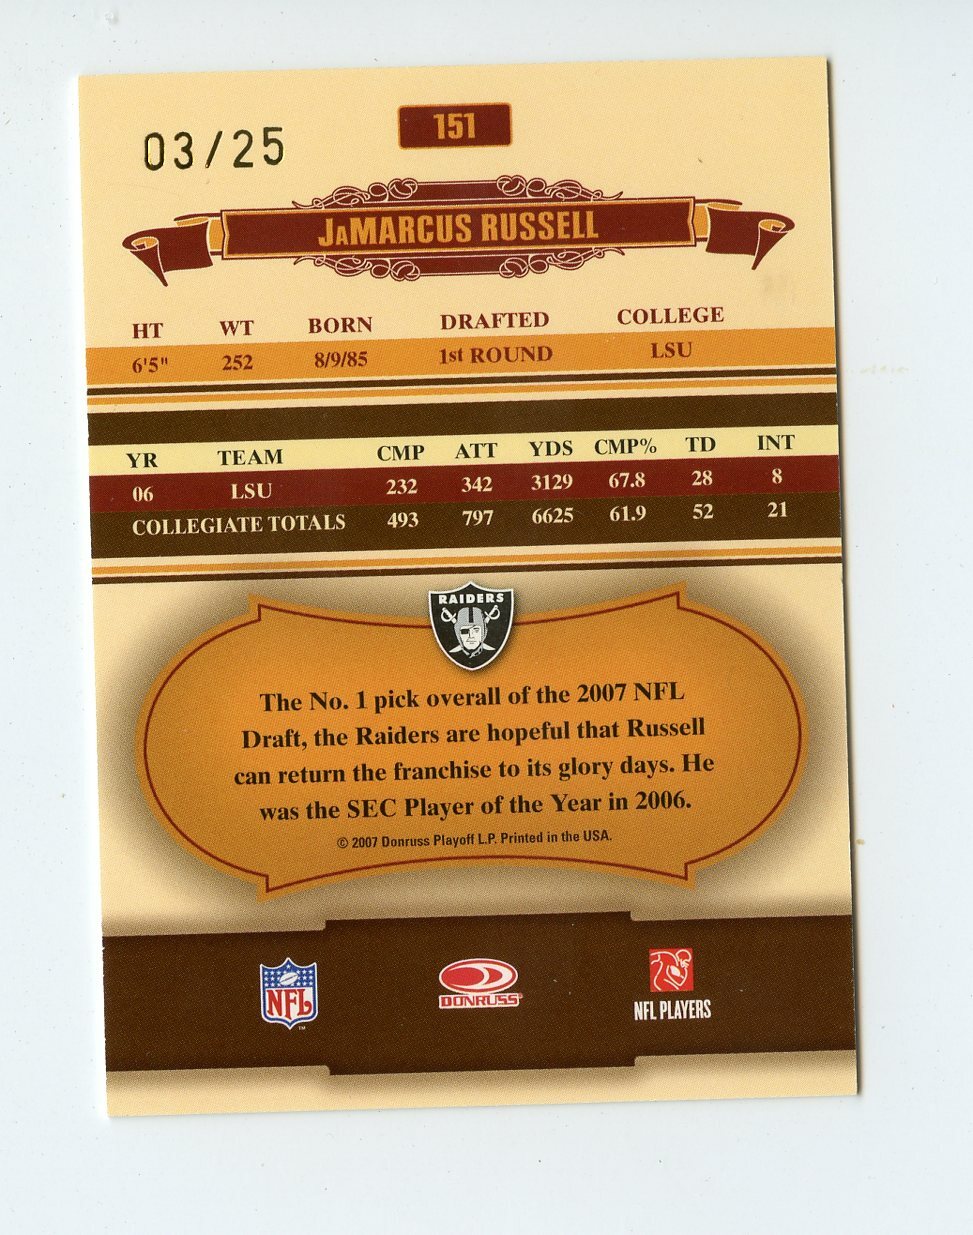 03/25
151
JaMARCUS RUSSELL
HT WT BORN DRAFTED COLLEGE
6'5" 252 8/9/85 1st ROUND LSU
YR TEAM CMP ATT YDS CMP% TD INT
06 LSU 232 342 3129 67.8 28 8
COLLEGIATE TOTALS 493 797 6625 61.9 52 21
RAIDERS
The No. 1 pick overall of the 2007 NFL
Draft, the Raiders are hopeful that Russell
can return the franchise to its glory days. He
was the SEC Player of the Year in 2006.
© 2007 Donruss Playoff L.P. Printed in the USA.
NFL TM DONRUSS NFL PLAYERS